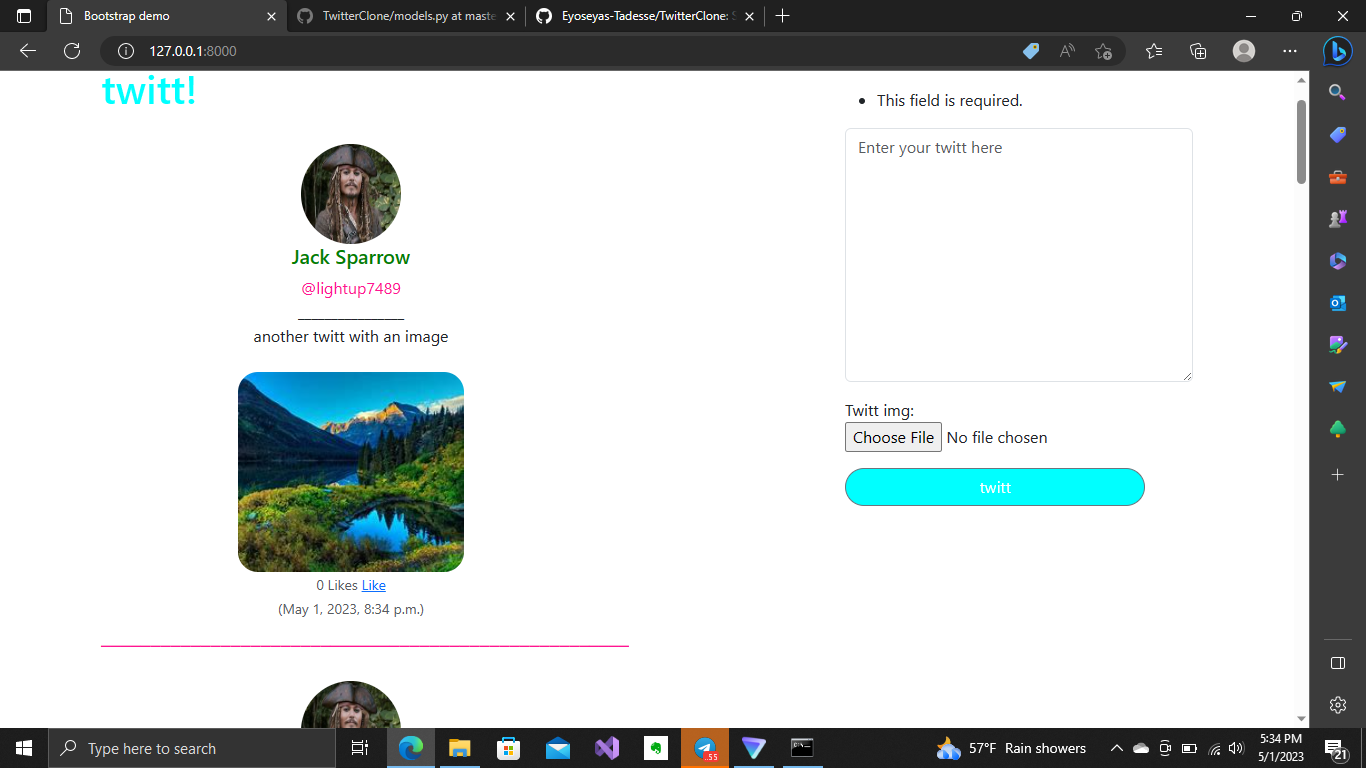 Bootstrap demo
TwitterClone/models.py at maste
Eyoseyas-Tadesse/TwitterClone: S
127.0.0.1:8000
twitt!
Jack Sparrow
@lightup7489
_______________
another twitt with an image
0 Likes Like
(May 1, 2023, 8:34 p.m.)
This field is required.
Enter your twitt here
Twitt img:
Choose File No file chosen
twitt
Type here to search
.55
57°F Rain showers
5:34 PM
5/1/2023
21